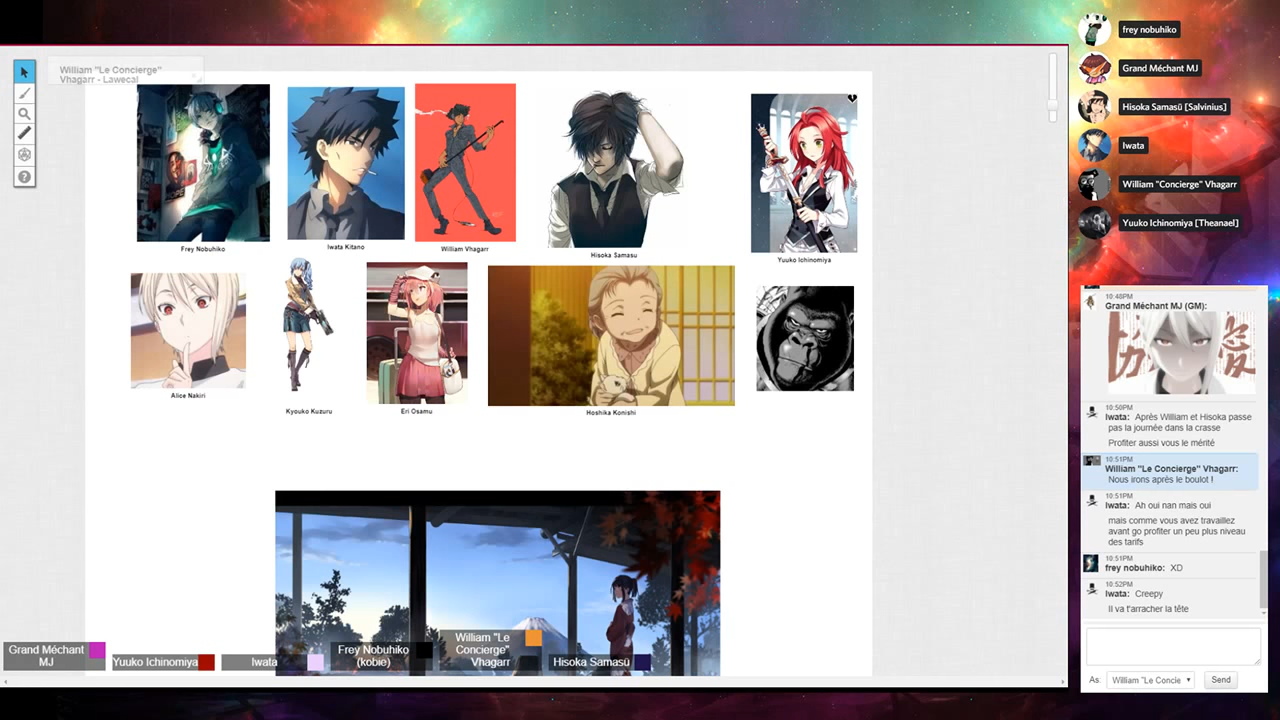 William "Le Concierge"
Vhagarr - Lawecal
Frey Nobuhiko
Iwata Kitano
William Vhagarr
Hisoka Samasu
Yuuko Ichinomiya
Alice Nakiri
Kyouko Kuzuru
Eri Osamu
Hoshika Konishi
Grand Méchant
MJ
Yuuko Ichinomiya
Iwata
Frey Nobuhiko
(kobie)
William "Le
Concierge"
Vhagarr
Hisoka Samasü
frey nobuhiko
Grand Méchant MJ
Hisoka Samasü [Salvinius]
Iwata
William "Concierge" Vhagarr
Yuuko Ichinomiya [Theanael]
10:48PM
Grand Méchant MJ (GM):
10:50PM
Iwata: Après William et Hisoka passe
pas la journée dans la crasse
Profiter aussi vous le mérité
10:51PM
William "Le Concierge" Vhagarr:
Nous irons après le boulot !
10:51PM
Iwata: Ah oui nan mais oui
mais comme vous avez travaillez
avant go profiter un peu plus niveau
des tarifs
10:51PM
frey nobuhiko: XD
10:52PM
Iwata: Creepy
Il va t'arracher la tête
As:
William "Le Concie
Send